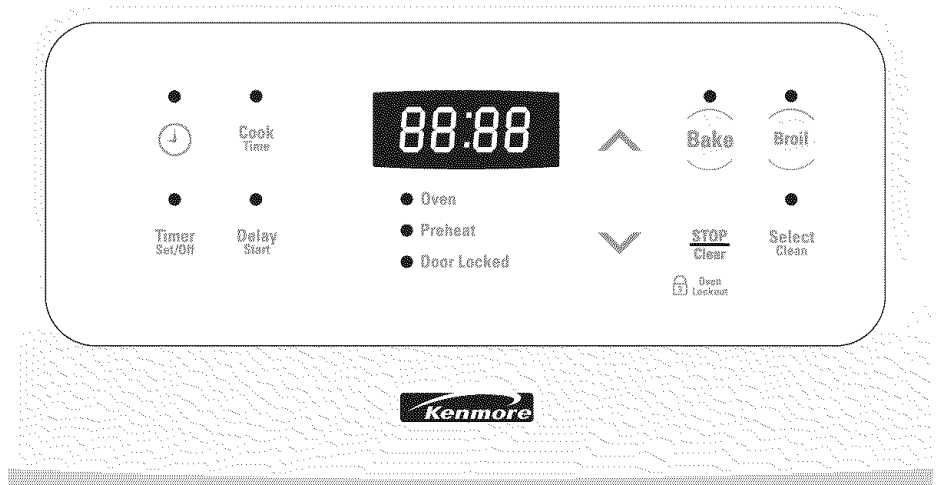 88:88
Cook
Time
Bake
Broil
Oven
Preheat
Door Locked
Timer
Set/Off
Delay
Start
STOP
Clear
Select
Clean
Oven
Lockout
Kenmore